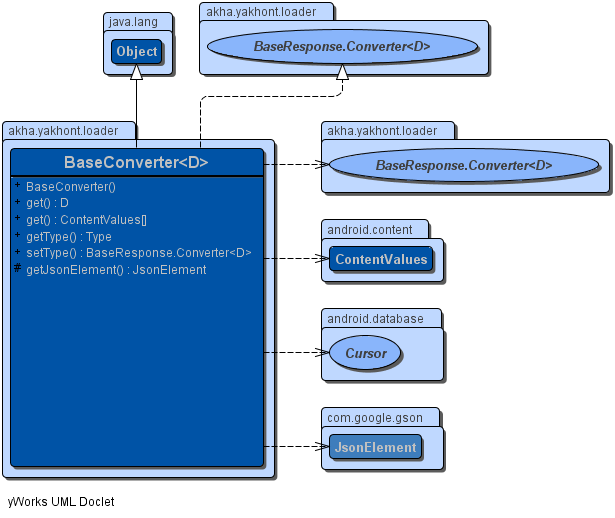 java.lang
Object
akha.yakhont.loader
BaseResponse.Converter<D>
akha.yakhont.loader
BaseConverter<D>
+ BaseConverter()
+ get() : D
+ get() : ContentValues[]
+ getType() : Type
+ setType() : BaseResponse.Converter<D>
# getJsonElement() : JsonElement
akha.yakhont.loader
BaseResponse.Converter<D>
android.content
ContentValues
android.database
Cursor
com.google.gson
JsonElement
yWorks UML Doclet